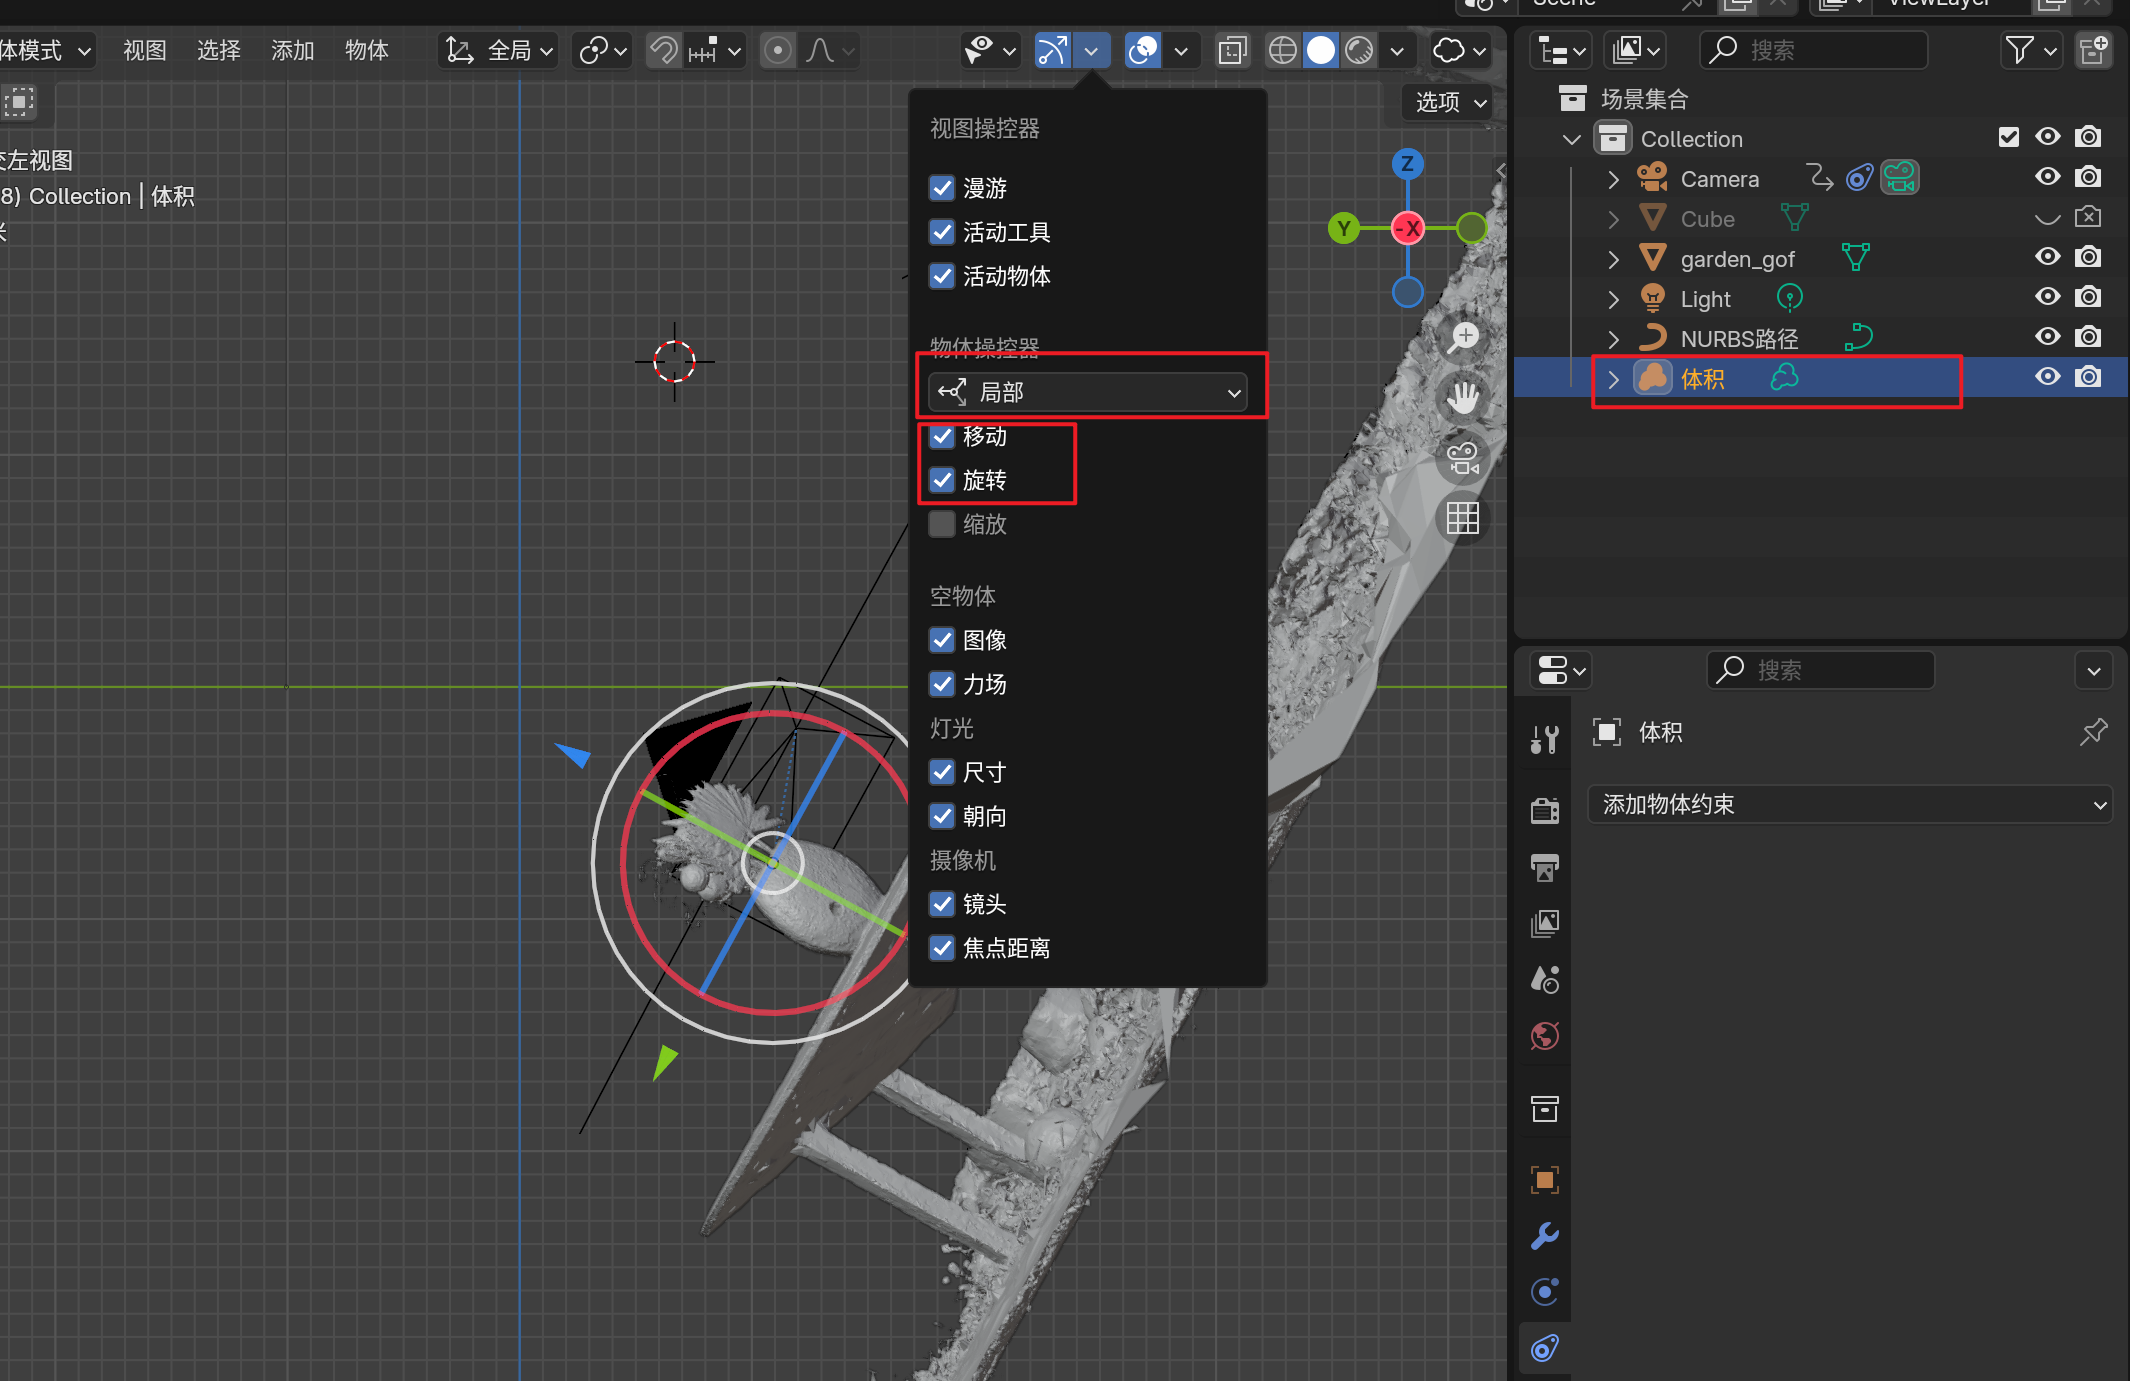 Scene
ViewLayer
体模式 视图 选择 添加 物体 全局
选项
交左视图
8) Collection | 体积
米
视图操控器
漫游
活动工具
活动物体
物体操控器
局部
移动
旋转
缩放
空物体
图像
力场
灯光
尺寸
朝向
摄像机
镜头
焦点距离
Z
Y
-X
搜索
场景集合
Collection
Camera
Cube
garden_gof
Light
NURBS路径
体积
搜索
体积
添加物体约束